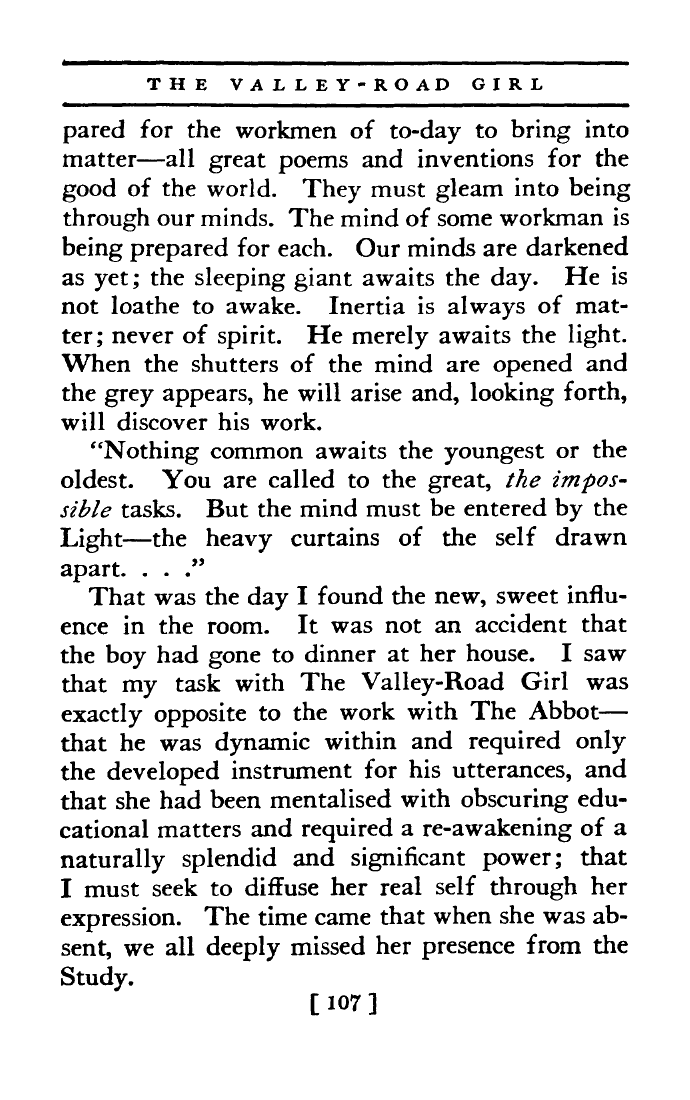 THE VALLEY-ROAD GIRL
pared for the workmen of to-day to bring into
matter—all great poems and inventions for the
good of the world. They must gleam into being
through our minds. The mind of some workman is
being prepared for each. Our minds are darkened
as yet; the sleeping giant awaits the day. He is
not loathe to awake. Inertia is always of mat-
ter; never of spirit. He merely awaits the light.
When the shutters of the mind are opened and
the grey appears, he will arise and, looking forth,
will discover his work.
"Nothing common awaits the youngest or the
oldest. You are called to the great, the impos-
sible tasks. But the mind must be entered by the
Light—the heavy curtains of the self drawn
apart. . . ."
That was the day I found the new, sweet influ-
ence in the room. It was not an accident that
the boy had gone to dinner at her house. I saw
that my task with The Valley-Road Girl was
exactly opposite to the work with The Abbot—
that he was dynamic within and required only
the developed instrument for his utterances, and
that she had been mentalised with obscuring edu-
cational matters and required a re-awakening of a
naturally splendid and significant power; that
I must seek to diffuse her real self through her
expression. The time came that when she was ab-
sent, we all deeply missed her presence from the
Study.
[ 107 ]